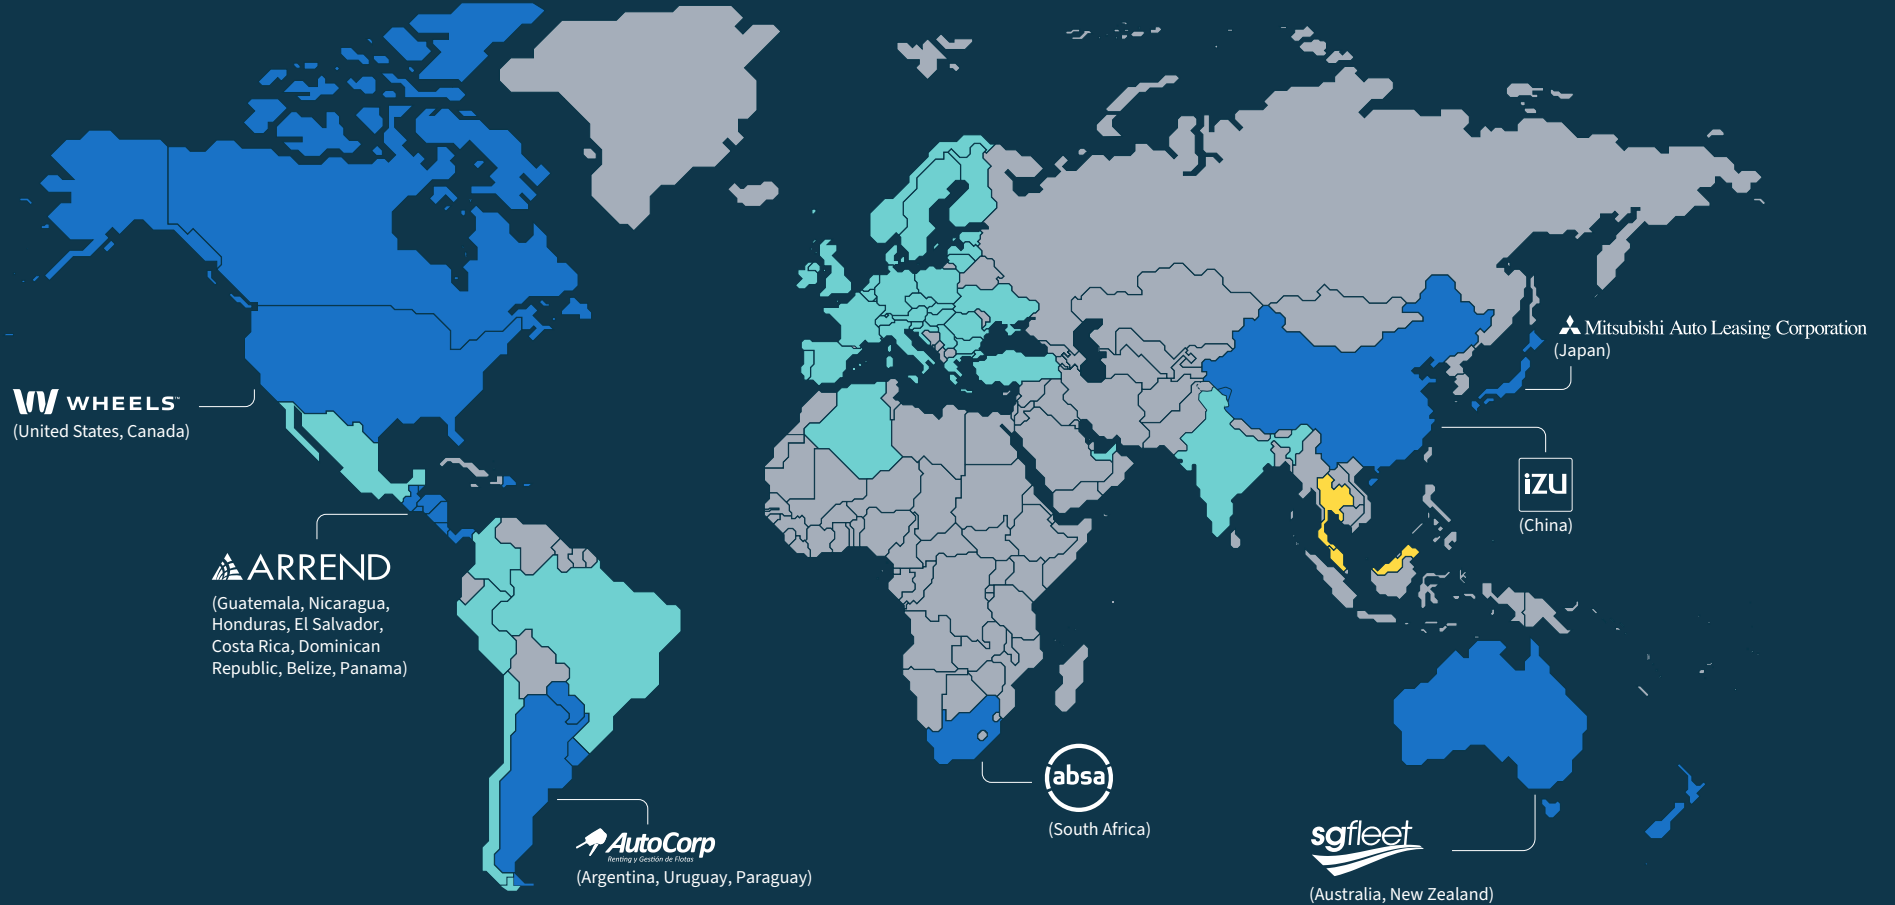 Mitsubishi Auto Leasing Corporation
(Japan)
WHEELS™
(United States, Canada)
iZU
(China)
ARREND
(Guatemala, Nicaragua,
Honduras, El Salvador,
Costa Rica, Dominican
Republic, Belize, Panama)
absa
(South Africa)
AutoCorp
Renting y Gestión de Flotas
(Argentina, Uruguay, Paraguay)
sgfleet
(Australia, New Zealand)